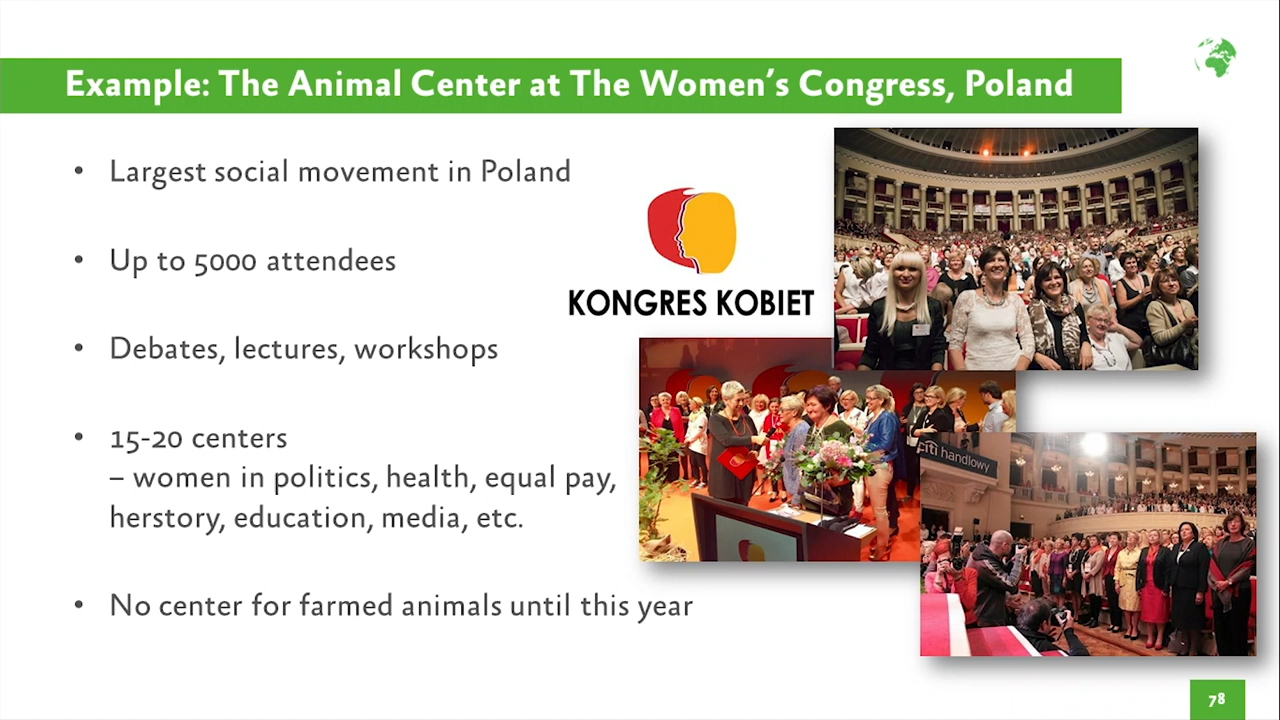 Example: The Animal Center at The Women's Congress, Poland
• Largest social movement in Poland
• Up to 5000 attendees
• Debates, lectures, workshops
• 15-20 centers
– women in politics, health, equal pay,
herstory, education, media, etc.
• No center for farmed animals until this year
KONGRES KOBIET
citi handlowy
78